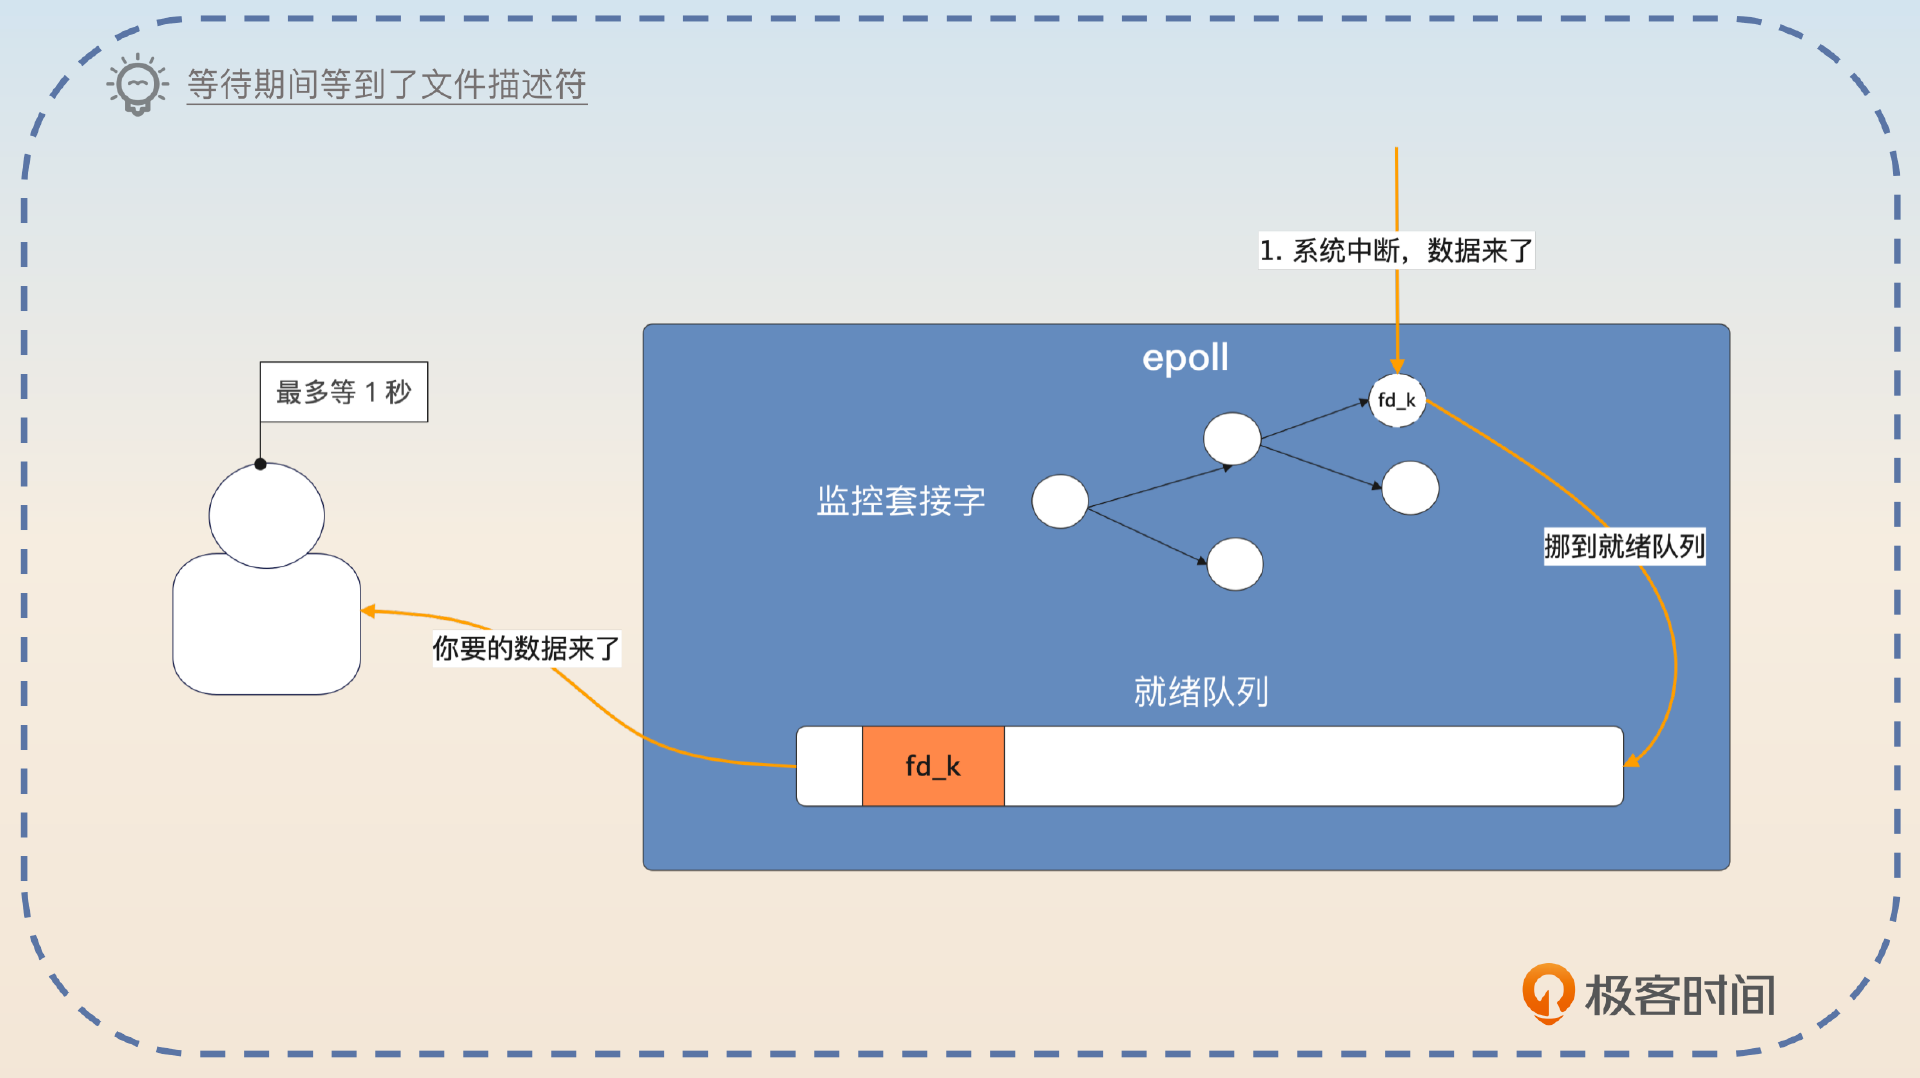 等待期间等到了文件描述符
1. 系统中断，数据来了
epoll
最多等 1 秒
fd_k
监控套接字
挪到就绪队列
你要的数据来了
就绪队列
fd_k
极客时间